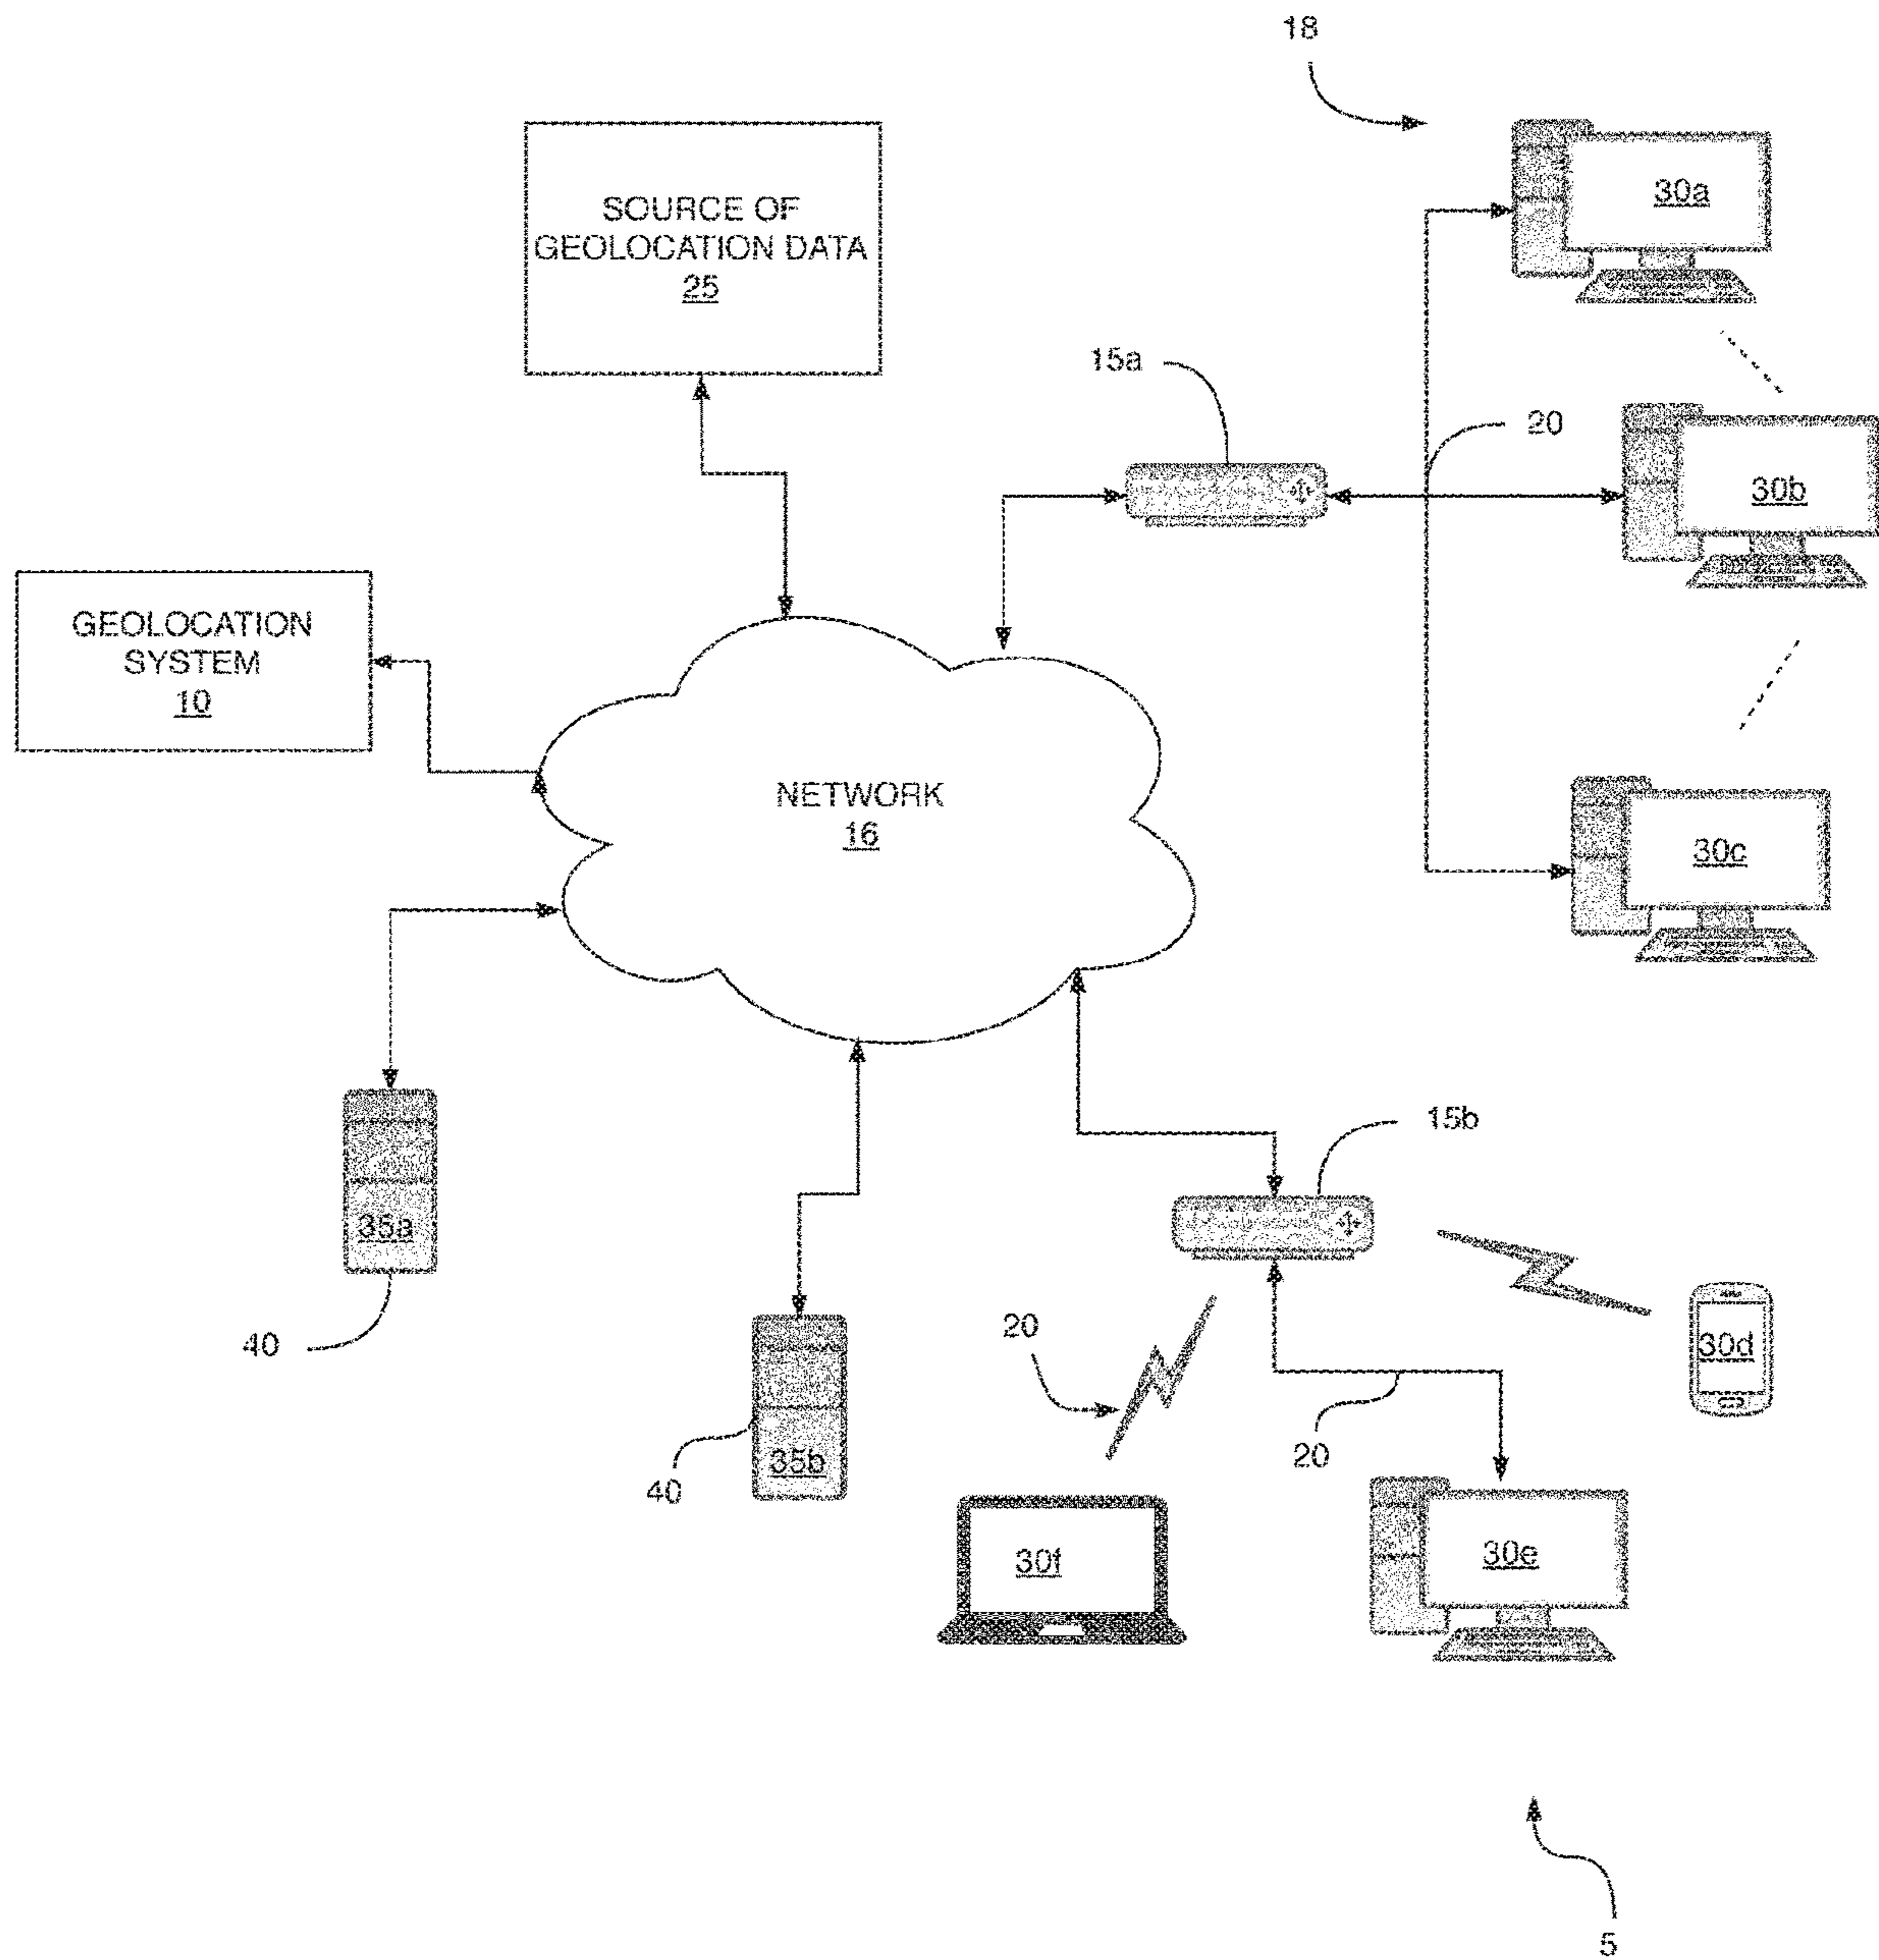 18
SOURCE OF
GEOLOCATION DATA
25
30a
15a
20
30b
GEOLOCATION
SYSTEM
10
NETWORK
16
30c
15b
35a
40
20
30d
35b
40
20
30f
30e
5